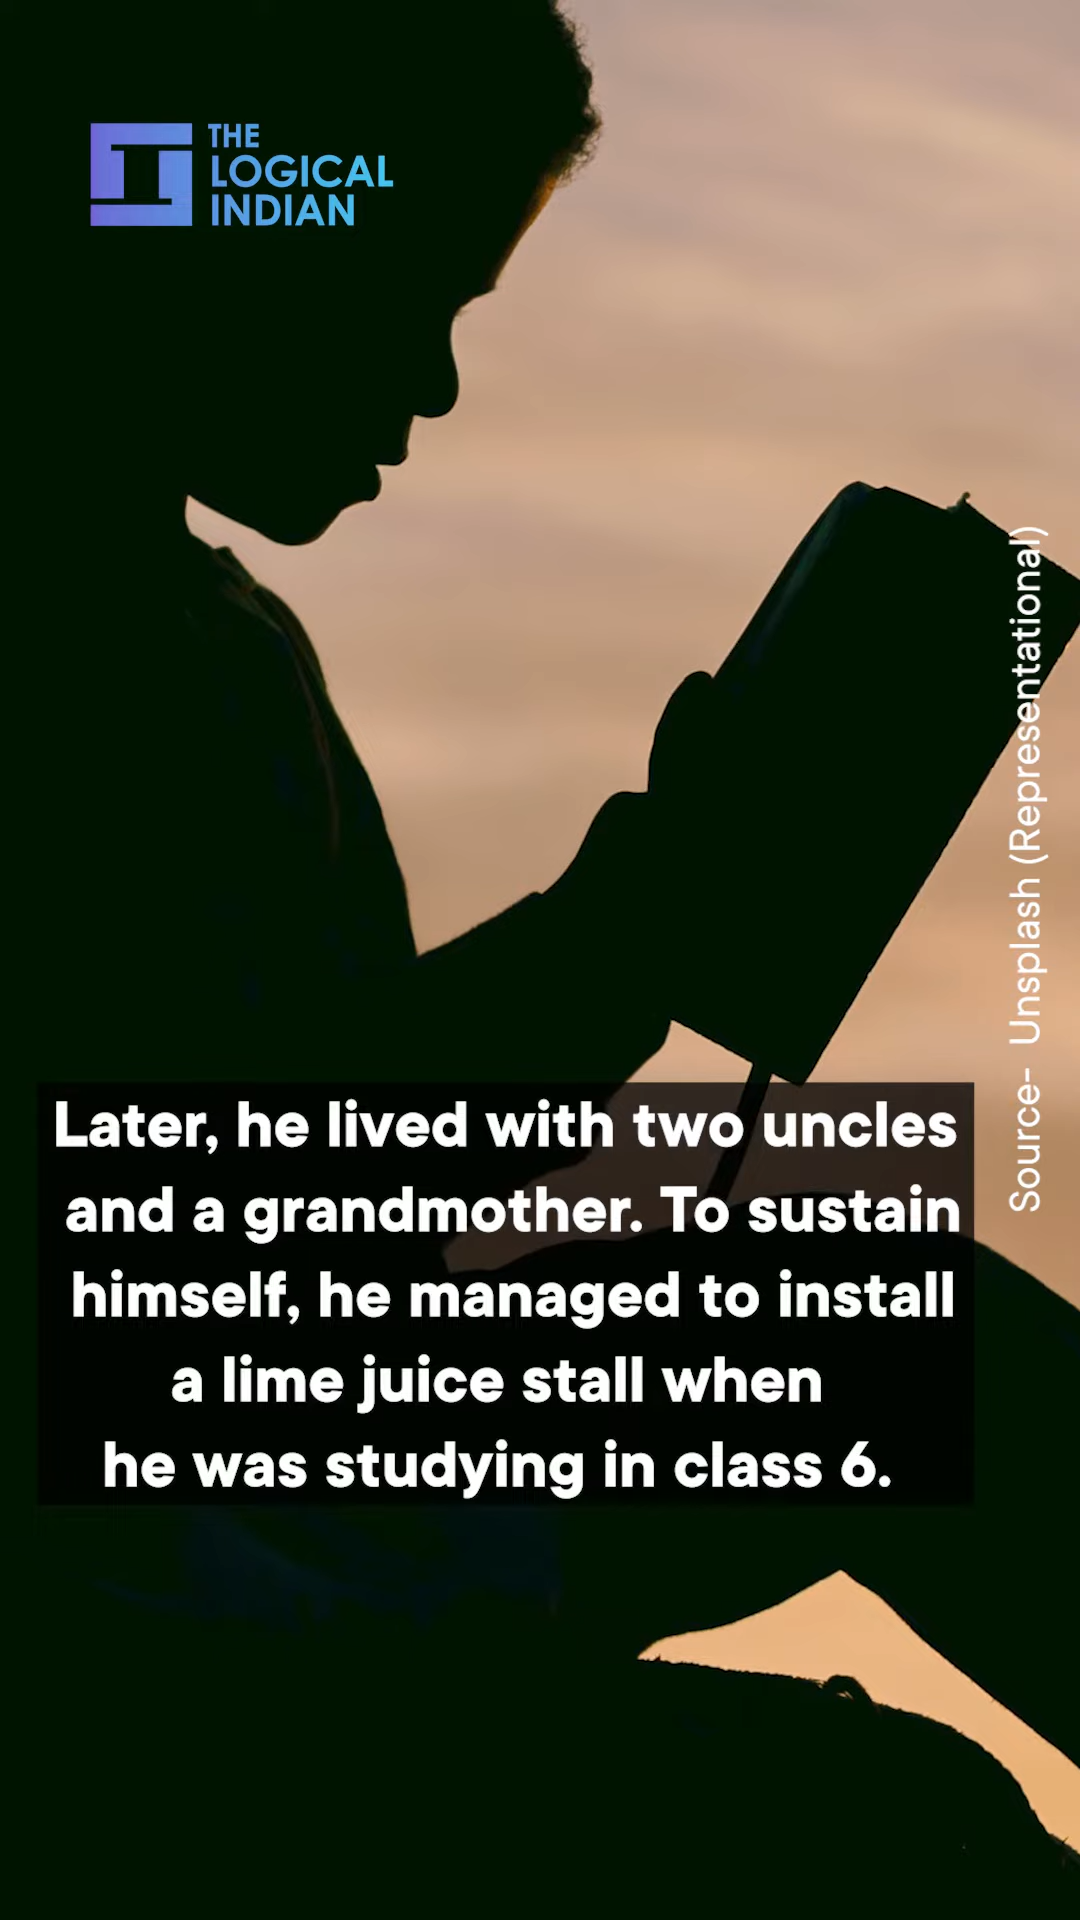 THE
LOGICAL
INDIAN
Source- Unsplash (Representational)
Later, he lived with two uncles
and a grandmother. To sustain
himself, he managed to install
a lime juice stall when
he was studying in class 6.